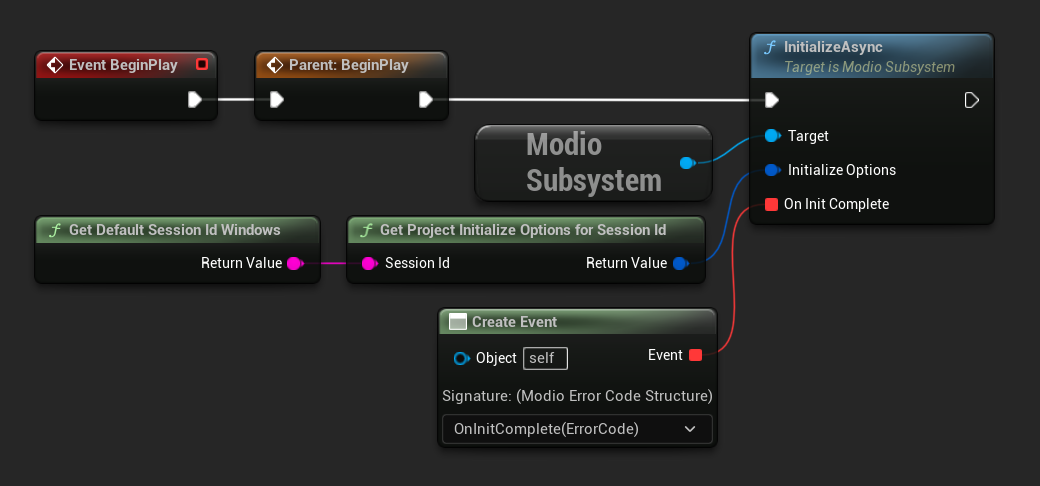 Event BeginPlay
Parent: BeginPlay
f InitializeAsync
Target is Modio Subsystem
Target
Initialize Options
On Init Complete
Modio
Subsystem
f Get Default Session Id Windows
Return Value
f Get Project Initialize Options for Session Id
Session Id
Return Value
Create Event
Object self
Event
Signature: (Modio Error Code Structure)
OnInitComplete(ErrorCode)